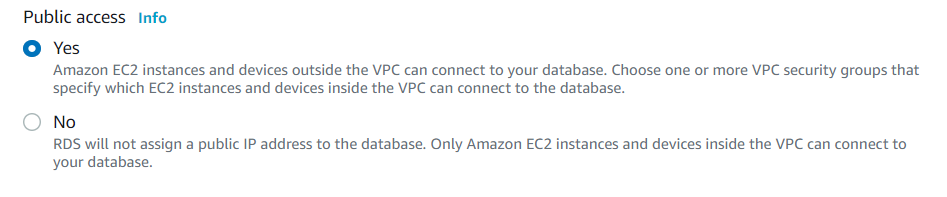 Public access Info
Yes
Amazon EC2 instances and devices outside the VPC can connect to your database. Choose one or more VPC security groups that
specify which EC2 instances and devices inside the VPC can connect to the database.
No
RDS will not assign a public IP address to the database. Only Amazon EC2 instances and devices inside the VPC can connect to
your database.